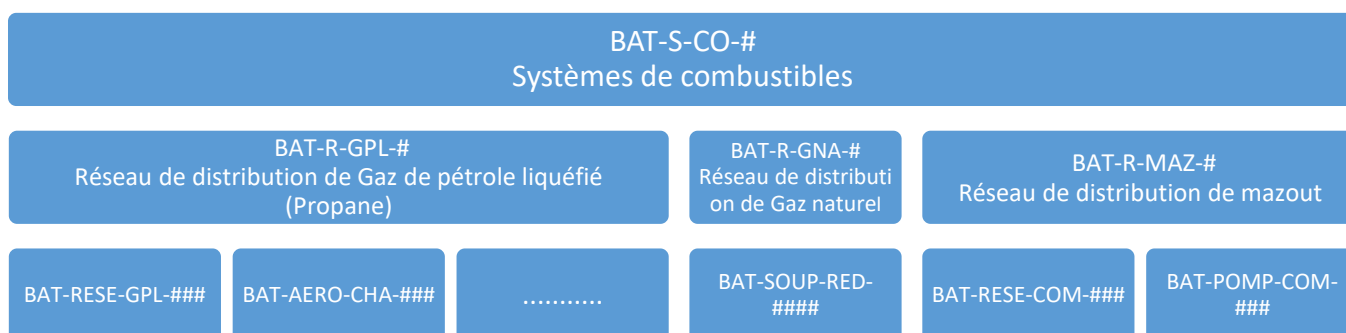 BAT-S-CO-#
Systèmes de combustibles
BAT-R-GPL-#
Réseau de distribution de Gaz de pétrole liquéfié
(Propane)
BAT-R-GNA-#
Réseau de distributi
on de Gaz naturel
BAT-R-MAZ-#
Réseau de distribution de mazout
BAT-RESE-GPL-###
BAT-AERO-CHA-###
...........
BAT-SOUP-RED-
####
BAT-RESE-COM-###
BAT-POMP-COM-
###